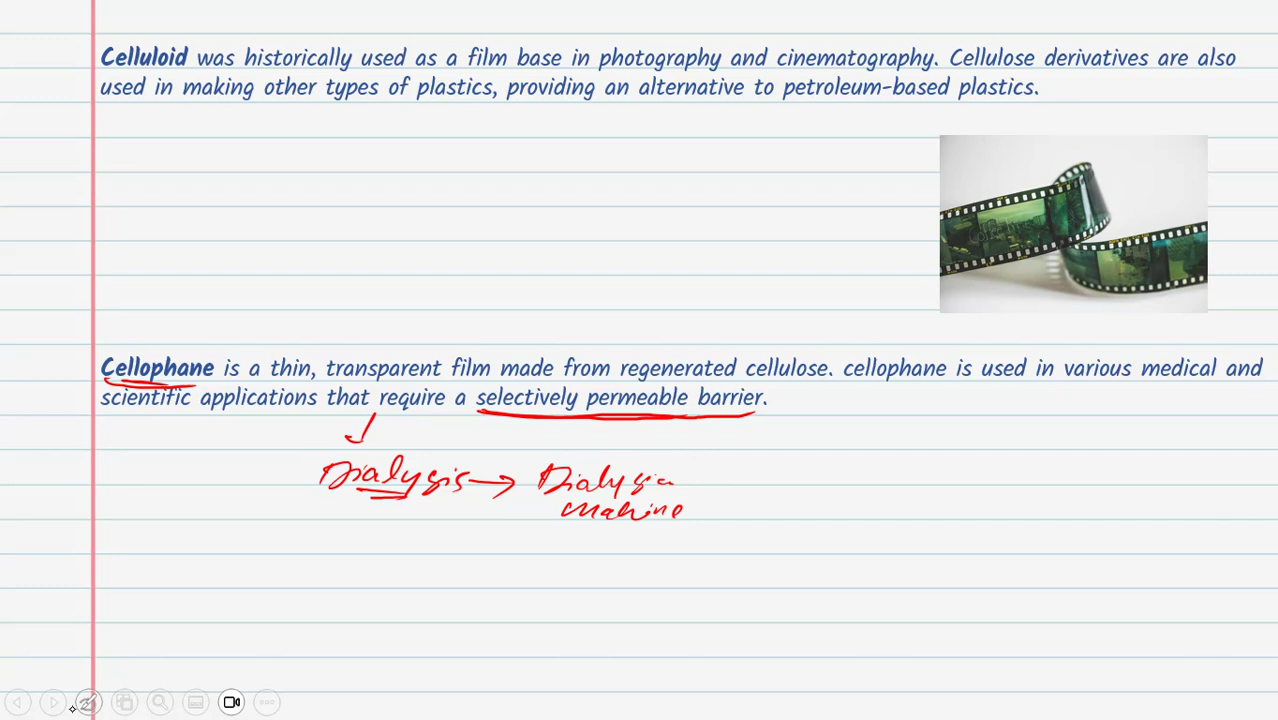 Celluloid was historically used as a film base in photography and cinematography. Cellulose derivatives are also
used in making other types of plastics, providing an alternative to petroleum-based plastics.
Cellophane is a thin, transparent film made from regenerated cellulose. cellophane is used in various medical and
scientific applications that require a selectively permeable barrier.
Dialysis → Dialysis
machine